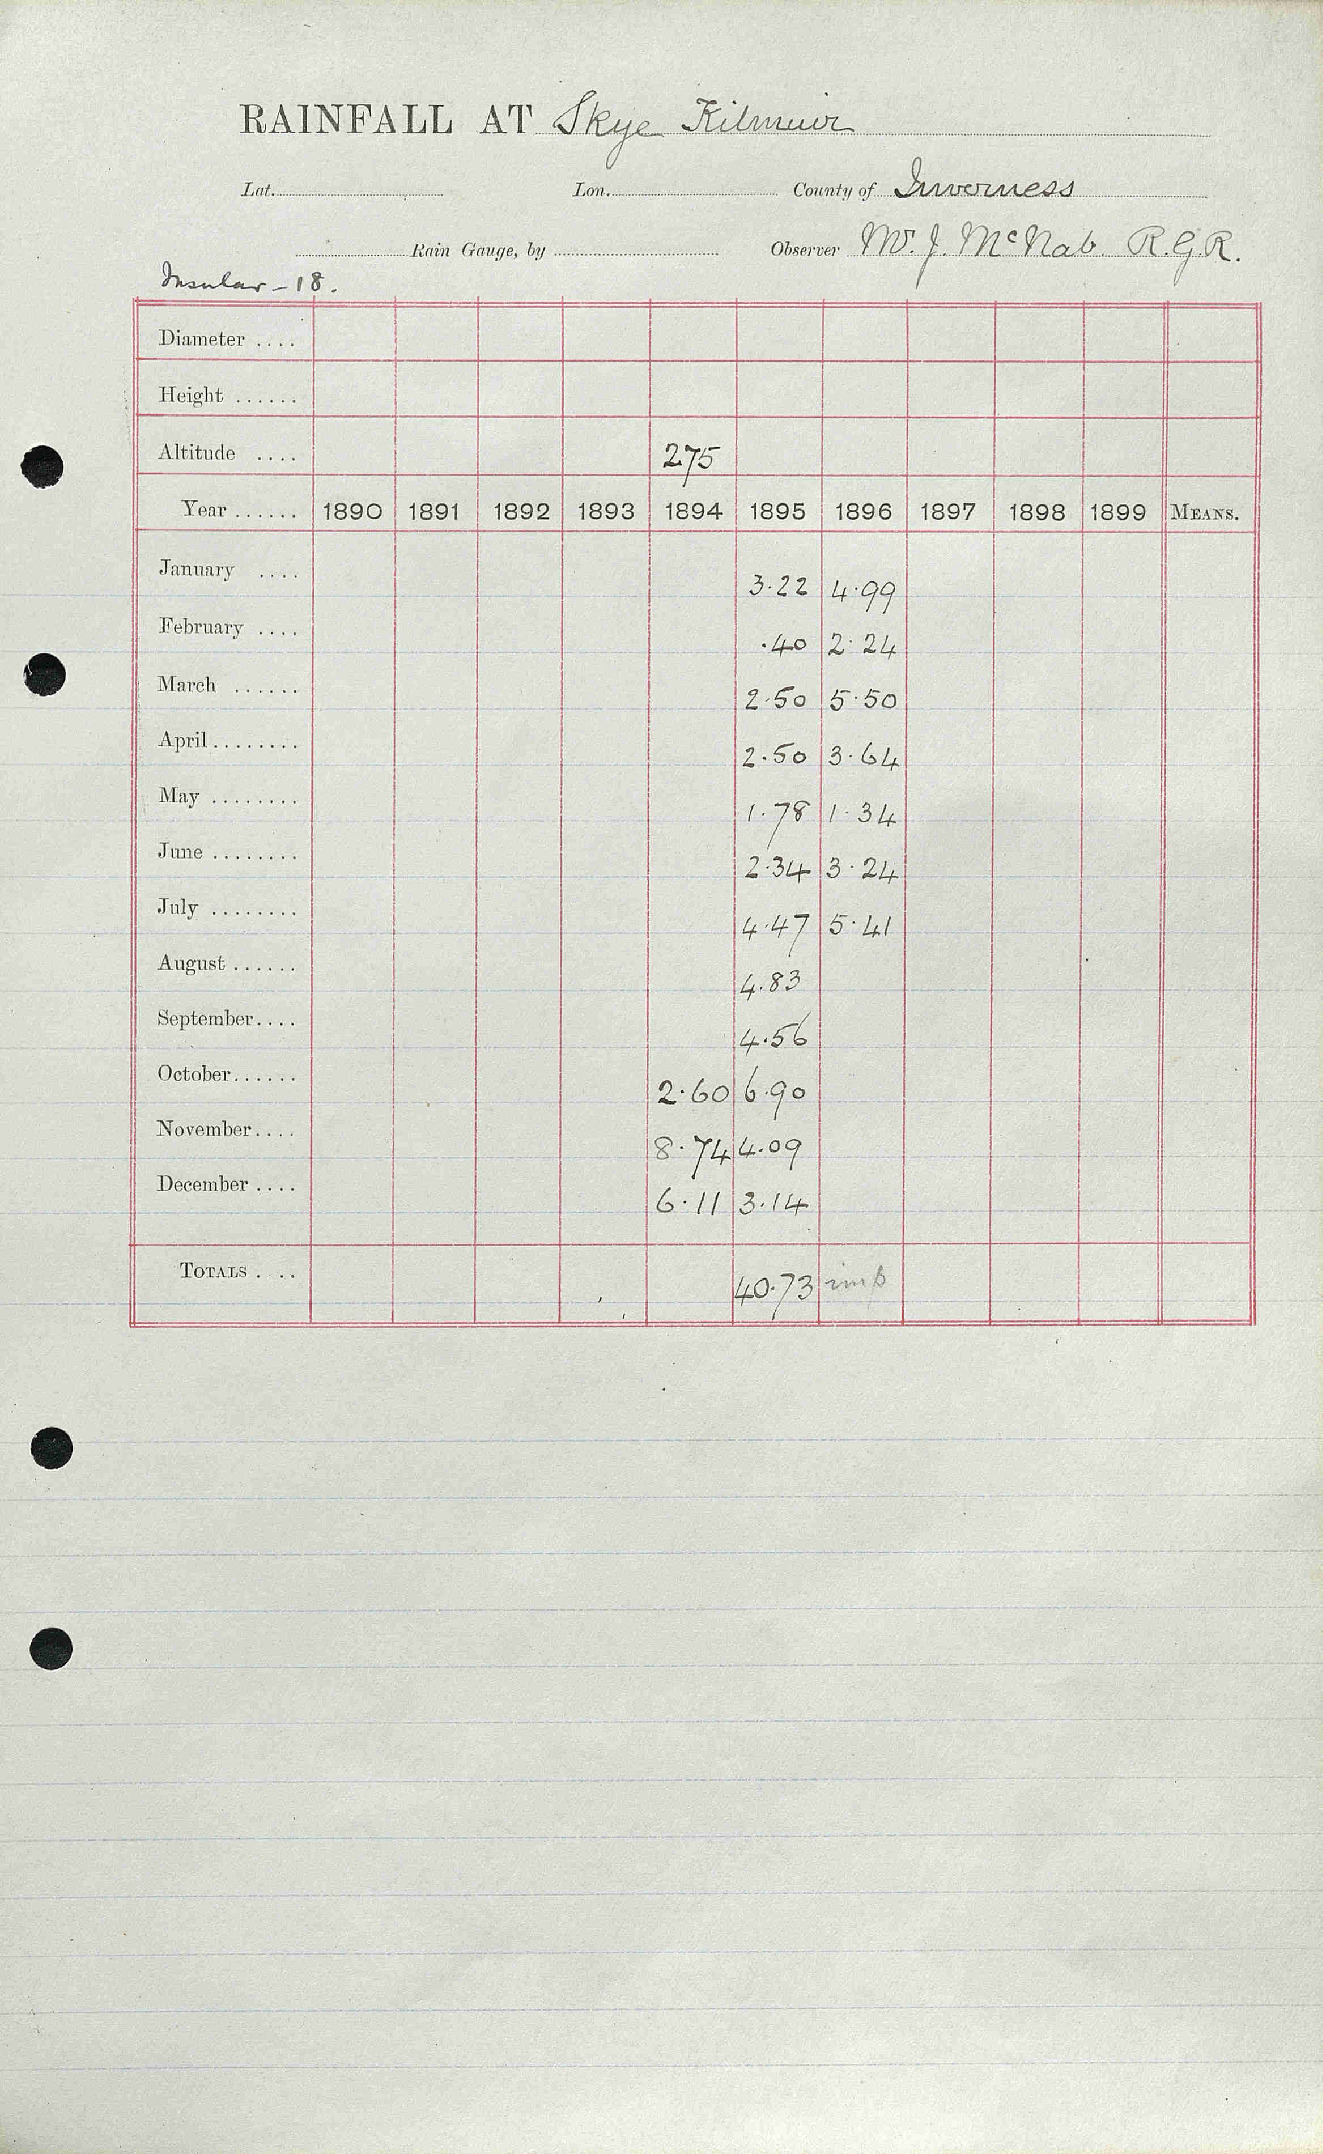 RAINFALL AT Skye Kilmuir
Lat. Lon. County of Inverness
Rain Gauge, by Observer Mr. J. McNab. R.G.R.
Insular - 18.
Diameter ....
Height ......
Altitude .... 275
Year ...... 1890 1891 1892 1893 1894 1895 1896 1897 1898 1899 MEANS.
January .... 3.22 4.99
February .... .40 2.24
March ...... 2.50 5.50
April ........ 2.50 3.64
May ........ 1.78 1.34
June ........ 2.34 3.24
July ........ 4.47 5.41
August ...... 4.83
September.... 4.56
October...... 2.60 6.90
November.... 8.74 4.09
December .... 6.11 3.14
TOTALS . .. 40.73 imp